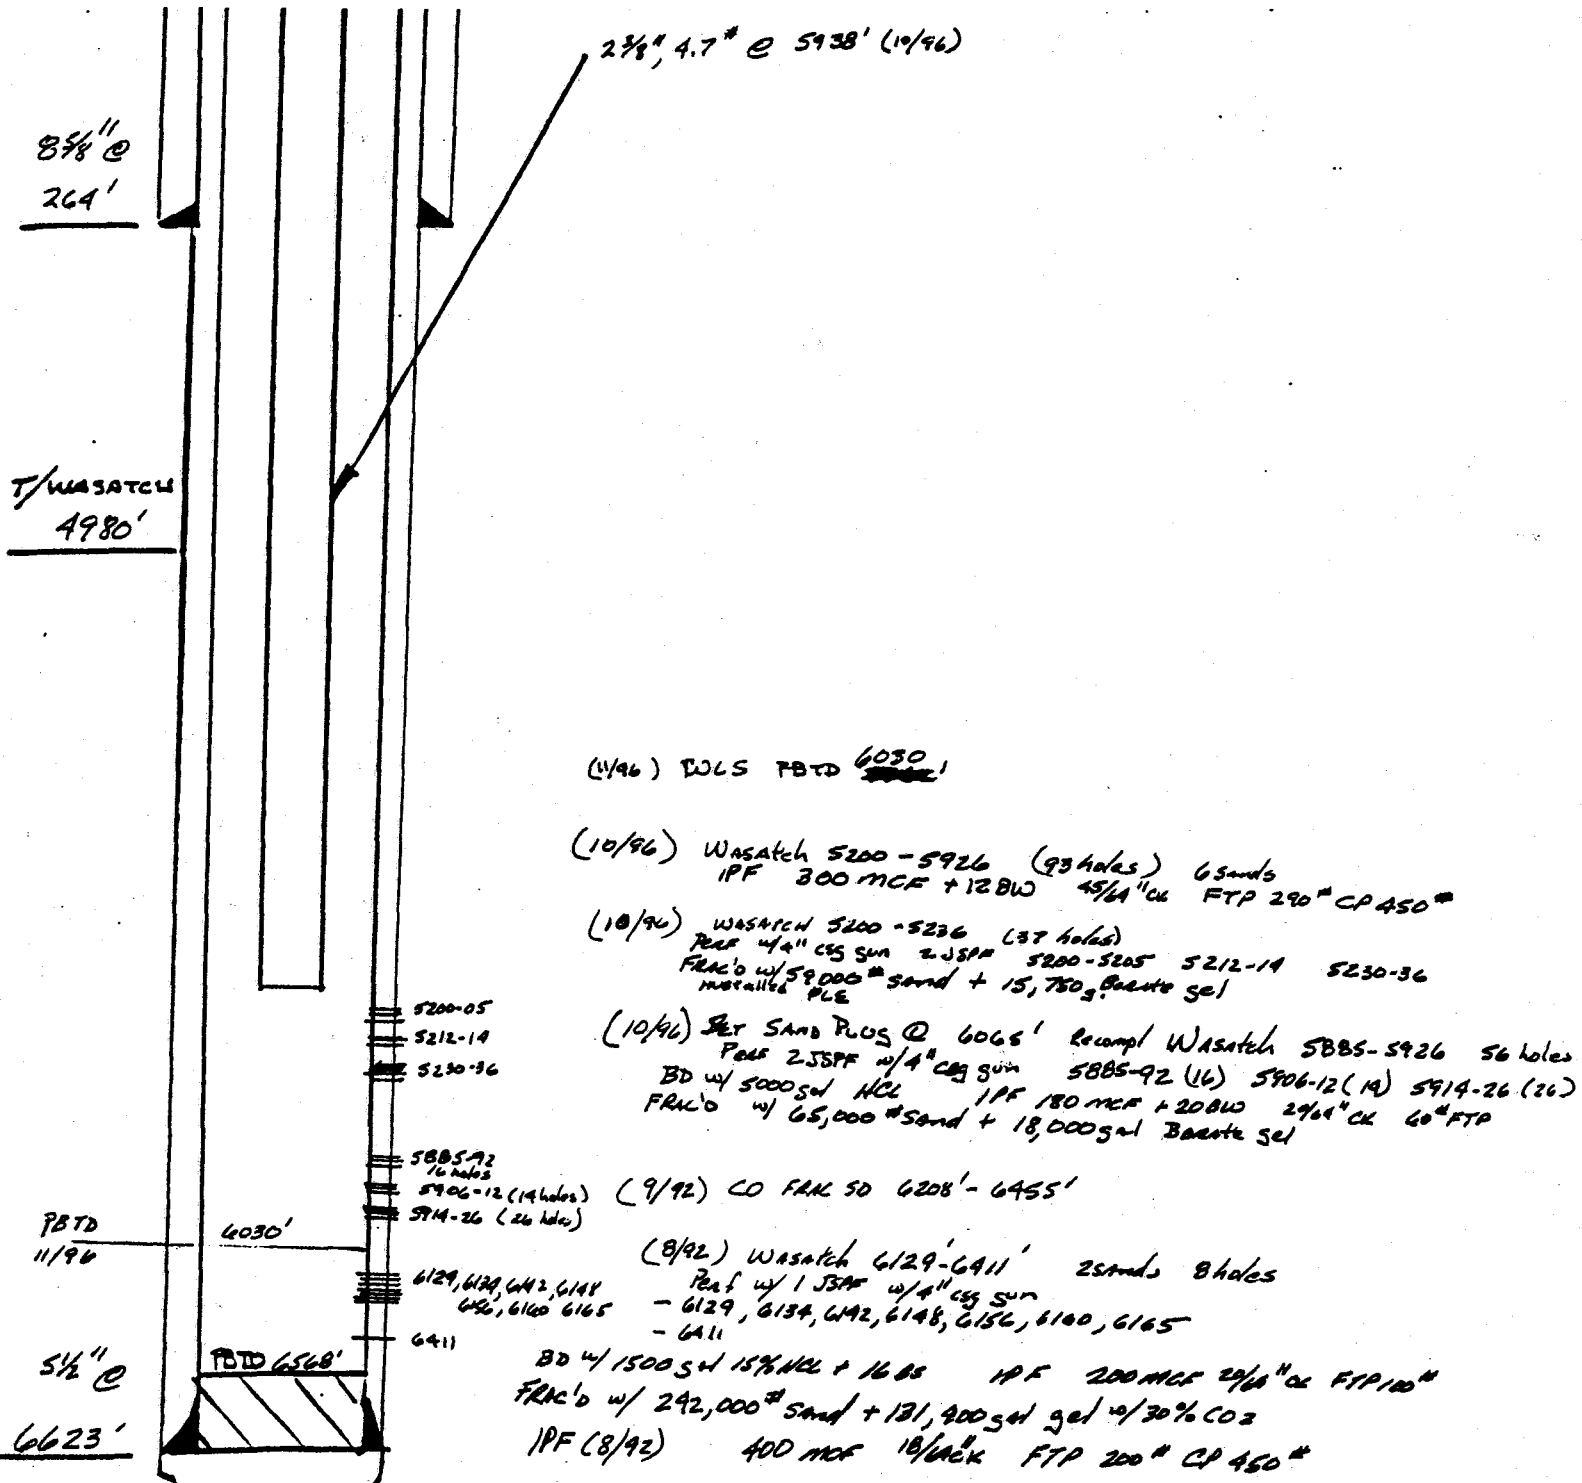 2 3/8", 4.7# @ 5938' (10/96)
8 5/8" @
264'
T/WASATCH
4980'
(11/96) PBTD 6030'
(10/96) WASATCH 5200-5926 (93 holes) 6 sands
IPF 300 MCF + 12 BW 45/64" CK FTP 290# CP 450#
(10/96) WASATCH 5200-5236 (37 holes)
Perf w/4" csg gun 2 JSPF 5200-5205 5212-14 5230-36
FRAC'D w/59,000# sand + 15,750g Borate gel
installed PLE
(10/96) SET SAND PLUG @ 6065' Recompl WASATCH 5885-5926 56 holes
Perf 2 JSPF w/4" csg gun 5885-92 (16) 5906-12 (14) 5914-26 (26)
BD w/ 5000 gal HCL IPF 180 MCF + 20 BW 29/64" CK 60# FTP
FRAC'D w/ 65,000# sand + 18,000 gal Borate gel
5200-05
5212-14
5230-36
5885-92
16 holes
5906-12 (14 holes)
5914-26 (26 holes)
(9/92) CO FRAC SD 6208'-6455'
PBTD
11/96
6030'
(8/92) WASATCH 6129'-6411' 2 sands 8 holes
Perf w/ 1 JSPF w/4" csg gun
- 6129, 6134, 6142, 6148, 6156, 6160, 6165
- 6411
6129, 6134, 6142, 6148
6156, 6160 6165
6411
5 1/2" @
6623'
PBTD 6568'
BD w/ 1500 gal 15% HCL + 16 BS IPF 200 MCF 20/64" CK FTP 100#
FRAC'D w/ 292,000# sand + 131,900 gal gel w/30% CO2
IPF (8/92) 400 MCF 18/64" CK FTP 200# CP 450#